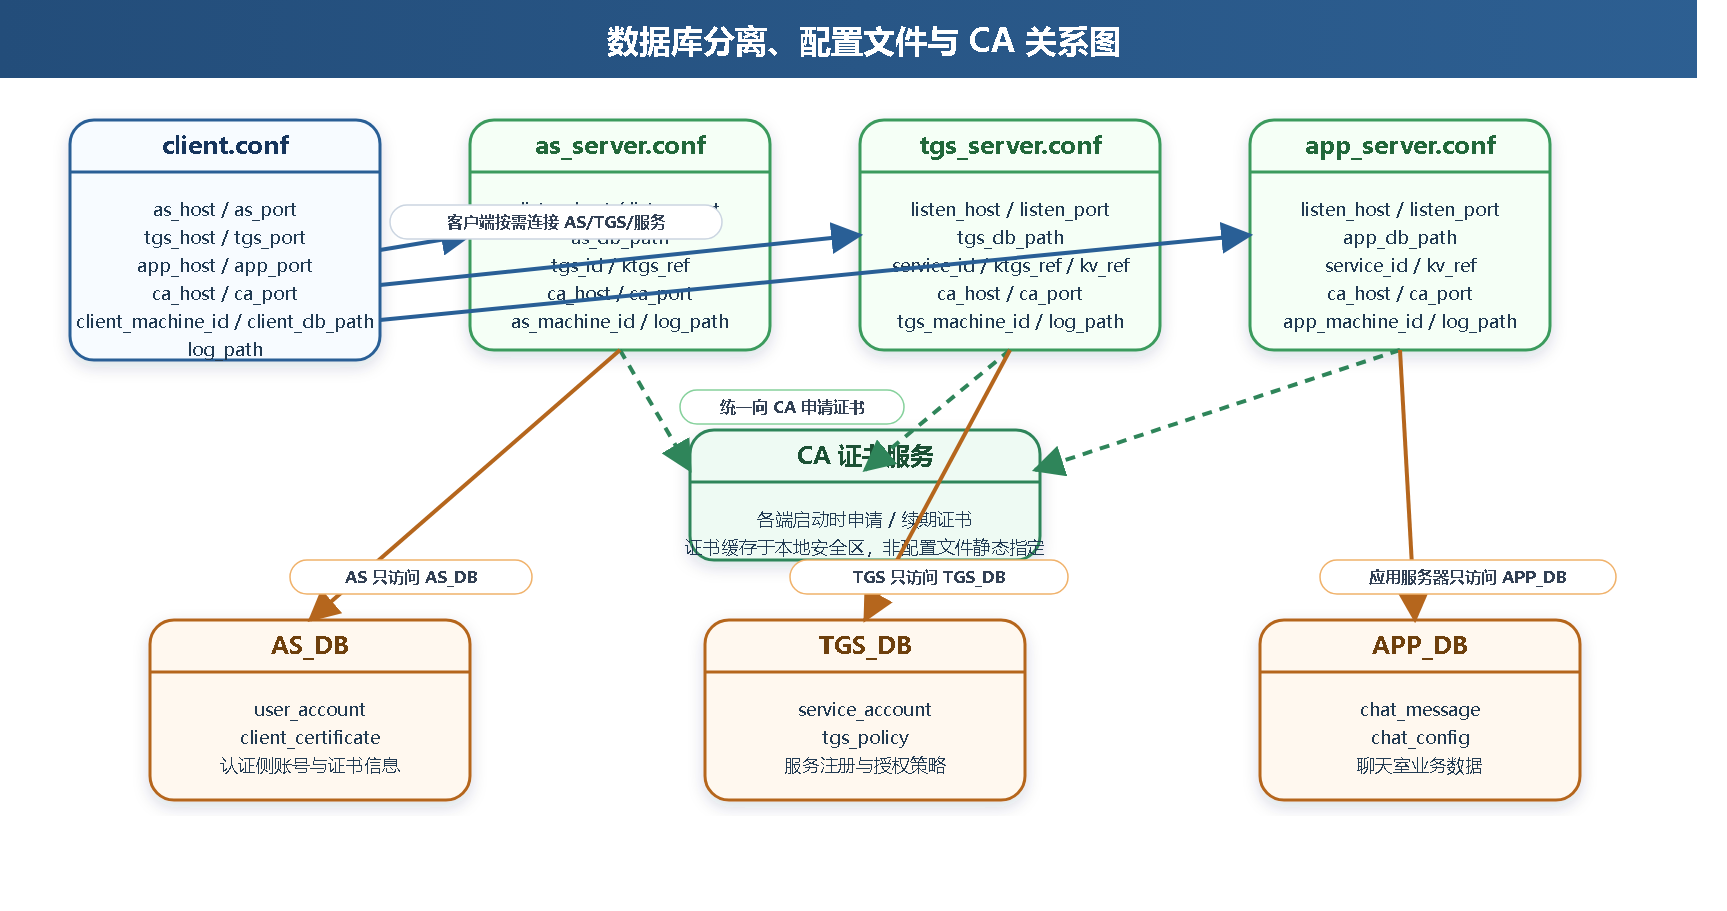 数据库分离、配置文件与 CA 关系图
client.conf
as_host / as_port
tgs_host / tgs_port
app_host / app_port
ca_host / ca_port
client_machine_id / client_db_path
log_path
客户端按需连接 AS/TGS/服务
as_server.conf
as_db_path
tgs_id / ktgs_ref
ca_host / ca_port
as_machine_id / log_path
tgs_server.conf
listen_host / listen_port
tgs_db_path
service_id / ktgs_ref / kv_ref
ca_host / ca_port
tgs_machine_id / log_path
app_server.conf
listen_host / listen_port
app_db_path
service_id / kv_ref
ca_host / ca_port
app_machine_id / log_path
统一向 CA 申请证书
CA 证书服务
各端启动时申请 / 续期证书
证书缓存于本地安全区，非配置文件静态指定
AS 只访问 AS_DB
TGS 只访问 TGS_DB
应用服务器只访问 APP_DB
AS_DB
user_account
client_certificate
认证侧账号与证书信息
TGS_DB
service_account
tgs_policy
服务注册与授权策略
APP_DB
chat_message
chat_config
聊天室业务数据